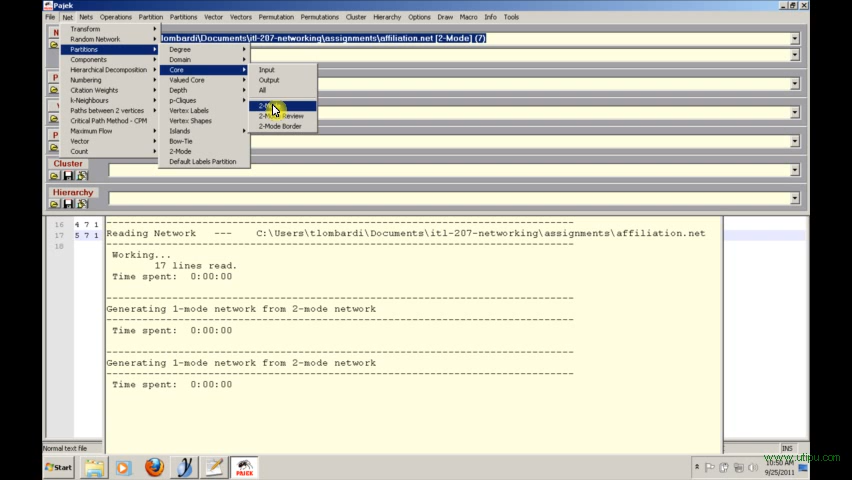 Pajek
File Net Nets Operations Partition Partitions Vector Vectors Permutation Permutations Cluster Hierarchy Options Draw Macro Info Tools
lombardi\Documents\itl-207-networking\assignments\affiliation.net [2-Mode] (7)
Transform
Random Network
Partitions
Components
Hierarchical Decomposition
Numbering
Citation Weights
k-Neighbours
Paths between 2 vertices
Critical Path Method - CPM
Maximum Flow
Vector
Count
Degree
Domain
Core
Valued Core
Depth
p-Cliques
Vertex Labels
Vertex Shapes
Islands
Bow-Tie
2-Mode
Default Labels Partition
Input
Output
All
Review
2-Mode Border
Cluster
Hierarchy
16 4 7 1
17 5 7 1
18
Reading Network --- C:\Users\tlombardi\Documents\itl-207-networking\assignments\affiliation.net
Working...
17 lines read.
Time spent: 0:00:00
Generating 1-mode network from 2-mode network
Time spent: 0:00:00
Generating 1-mode network from 2-mode network
Time spent: 0:00:00
Normal text file
INS
Start
PAJEK
10:50 AM
9/25/2011
www.utipu.com